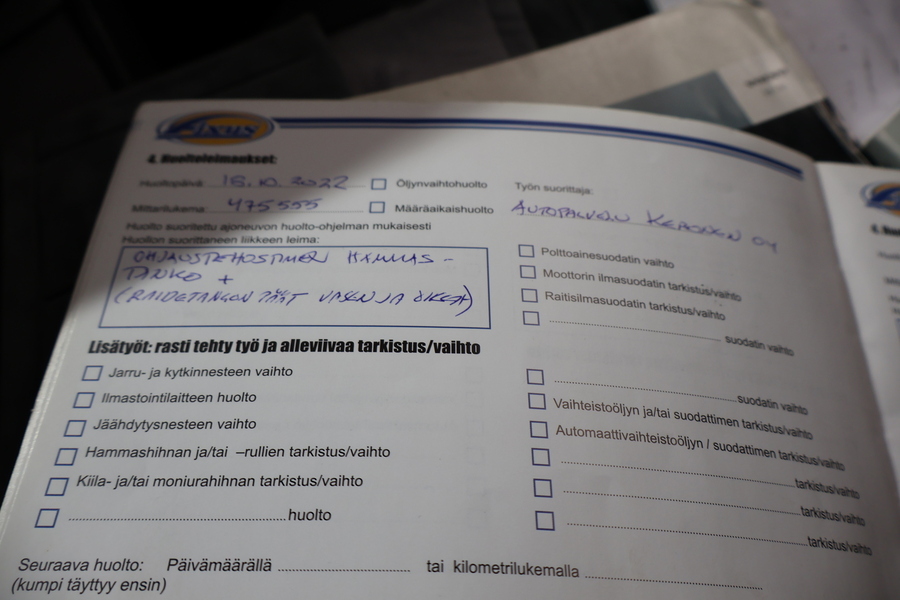 Fixus
4. Huoltoleimaukset:
Huoltopäivä 15.10.2022 Öljynvaihtohuolto
Mittarilukema: 475555 Määräaikaishuolto
Huolto suoritettu ajoneuvon huolto-ohjelman mukaisesti
Huollon suorittaneen liikkeen leima:
OHJAUSTEHOSTIMEN HAMMAS-
TANKO +
(RAIDETANGON PÄÄT VASEN JA OIKEA)
Työn suorittaja:
AUTOPALVELU OY
Polttoainesuodatin vaihto
Moottorin ilmasuodatin tarkistus/vaihto
Raitisilmasuodatin tarkistus/vaihto
suodatin vaihto
Lisätyöt: rasti tehty työ ja alleviivaa tarkistus/vaihto
Jarru- ja kytkinnesteen vaihto
Ilmastointilaitteen huolto
Jäähdytysnesteen vaihto
Hammashihnan ja/tai –rullien tarkistus/vaihto
Kiila- ja/tai moniurahihnan tarkistus/vaihto
huolto
suodatin vaihto
Vaihteistoöljyn ja/tai suodattimen tarkistus/vaihto
Automaattivaihteistoöljyn / suodattimen tarkistus/vaihto
tarkistus/vaihto
tarkistus/vaihto
tarkistus/vaihto
Seuraava huolto: Päivämäärällä tai kilometrilukemalla
(kumpi täyttyy ensin)